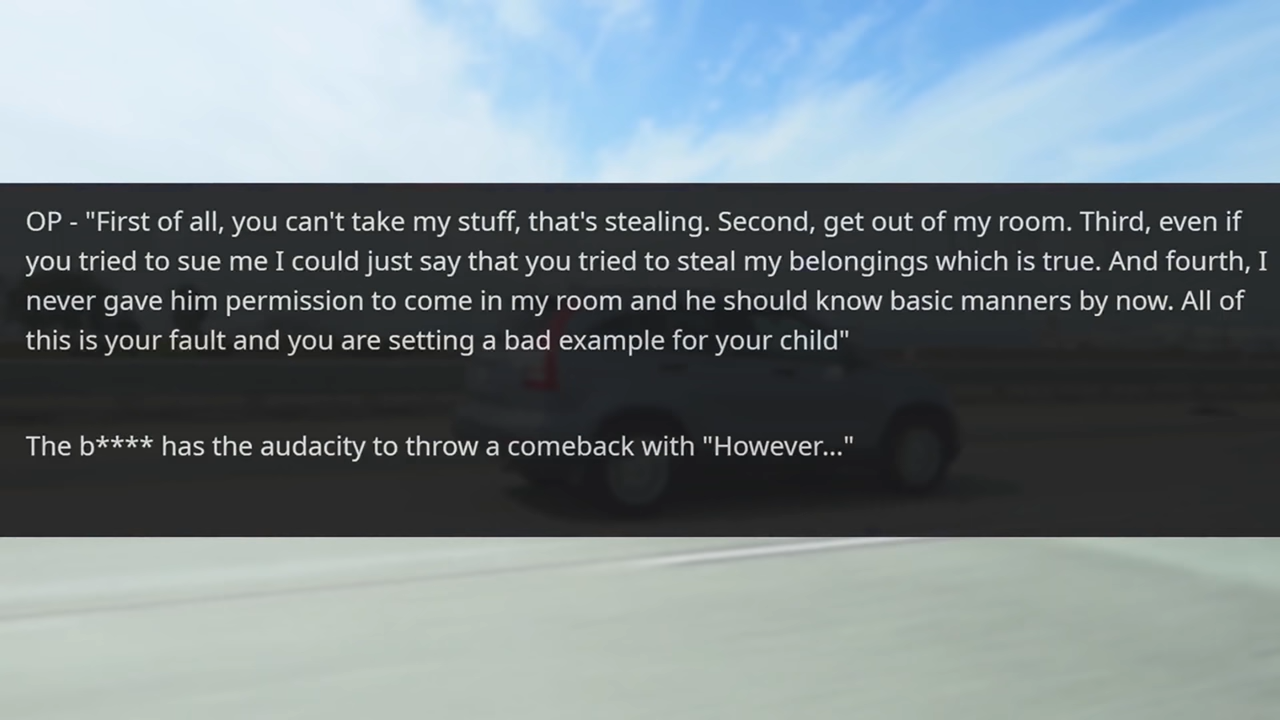 OP - "First of all, you can't take my stuff, that's stealing. Second, get out of my room. Third, even if
you tried to sue me I could just say that you tried to steal my belongings which is true. And fourth, I
never gave him permission to come in my room and he should know basic manners by now. All of
this is your fault and you are setting a bad example for your child"
The b**** has the audacity to throw a comeback with "However..."